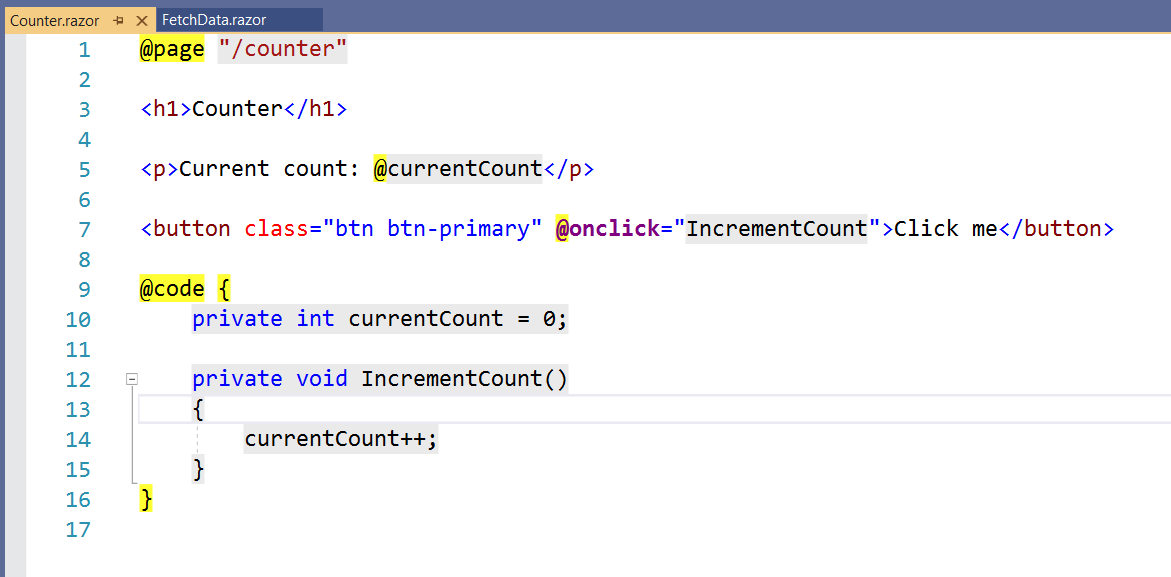 Counter.razor FetchData.razor
1 @page "/counter"
2
3 <h1>Counter</h1>
4
5 <p>Current count: @currentCount</p>
6
7 <button class="btn btn-primary" @onclick="IncrementCount">Click me</button>
8
9 @code {
10     private int currentCount = 0;
11
12     private void IncrementCount()
13     {
14         currentCount++;
15     }
16 }
17